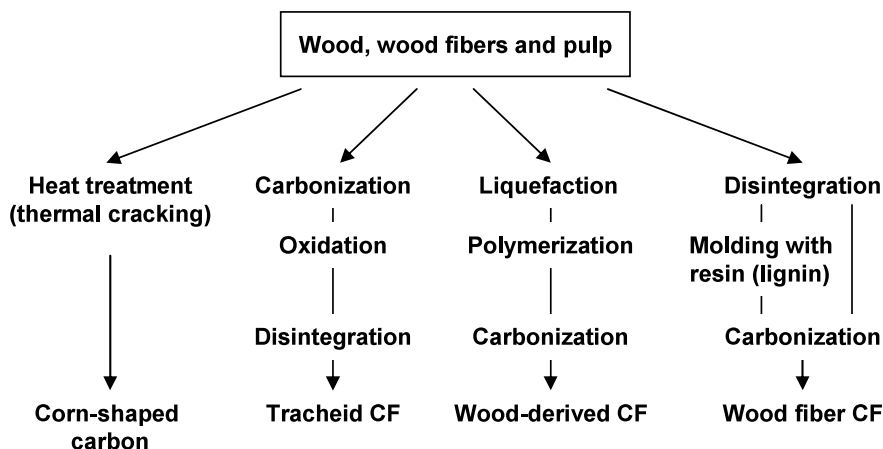 Wood, wood fibers and pulp
Heat treatment
(thermal cracking)
Corn-shaped
carbon
Carbonization
Oxidation
Disintegration
Tracheid CF
Liquefaction
Polymerization
Carbonization
Wood-derived CF
Disintegration
Molding with
resin (lignin)
Carbonization
Wood fiber CF